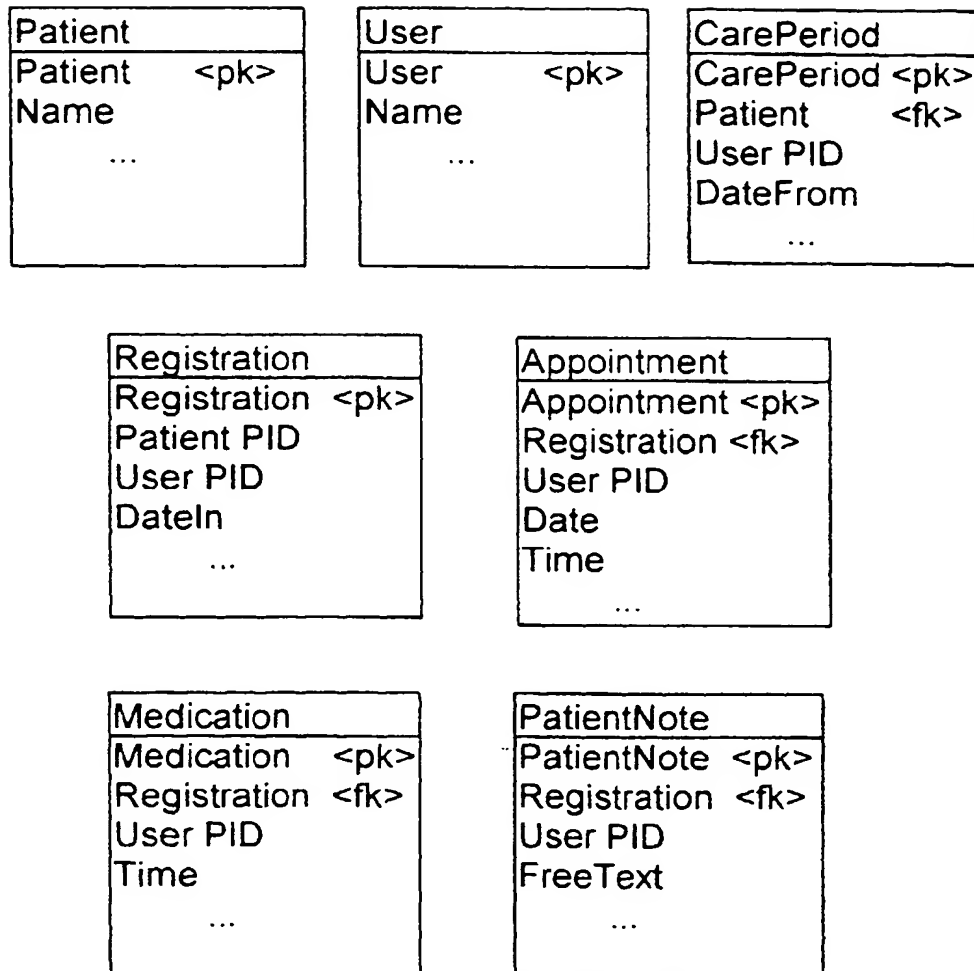 Patient
Patient <pk>
Name
...
User
User <pk>
Name
...
CarePeriod
CarePeriod <pk>
Patient <fk>
User PID
DateFrom
...
Registration
Registration <pk>
Patient PID
User PID
DateIn
...
Appointment
Appointment <pk>
Registration <fk>
User PID
Date
Time
...
Medication
Medication <pk>
Registration <fk>
User PID
Time
...
PatientNote
PatientNote <pk>
Registration <fk>
User PID
FreeText
...